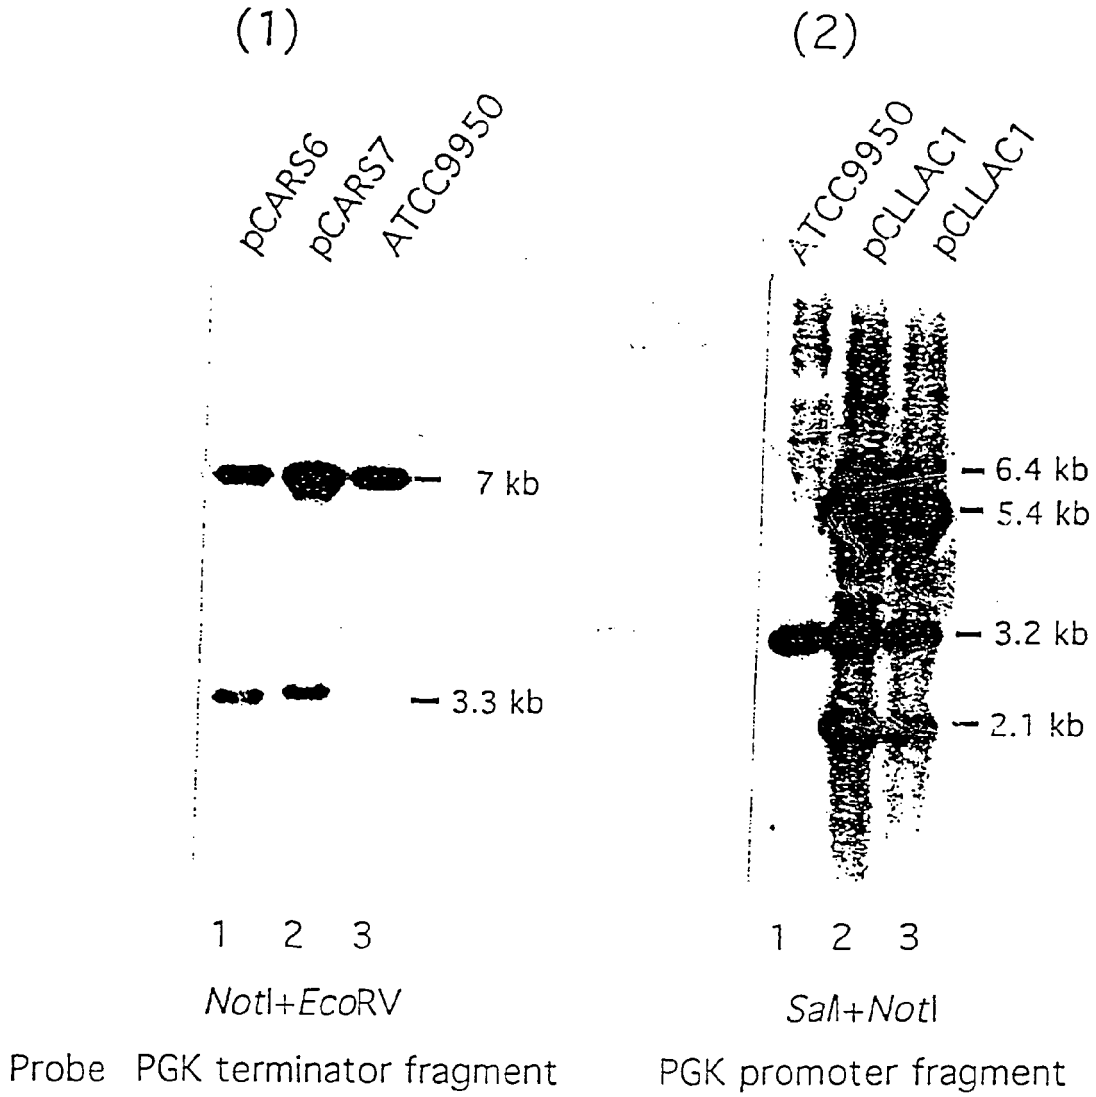 (1) (2)
pCARS6 pCARS7 ATCC9950 ATCC9950 pCLLAC1 pCLLAC1
7 kb
3.3 kb
6.4 kb
5.4 kb
3.2 kb
2.1 kb
1 2 3 1 2 3
NotI+EcoRV SalI+NotI
Probe PGK terminator fragment PGK promoter fragment